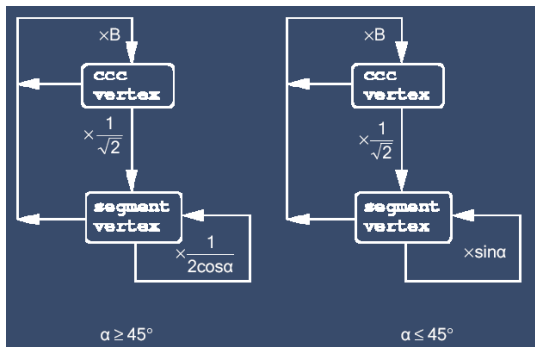 ×B
ccc
vertex
× 1/√2
segment
vertex
× 1/2cosα
α ≥ 45°
×B
ccc
vertex
× 1/√2
segment
vertex
×sinα
α ≤ 45°